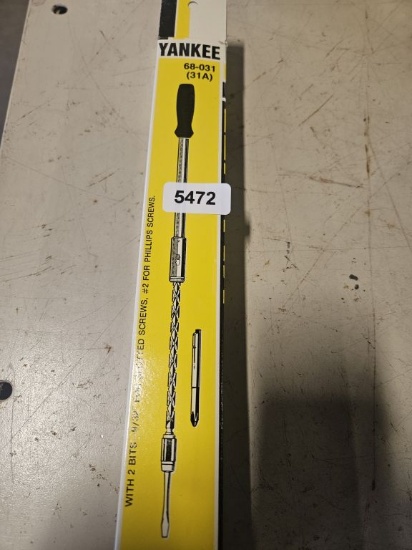 YANKEE
68-031
(31A)
5472
WITH 2 BITS SCREWS, #2 FOR PHILLIPS SCREWS.